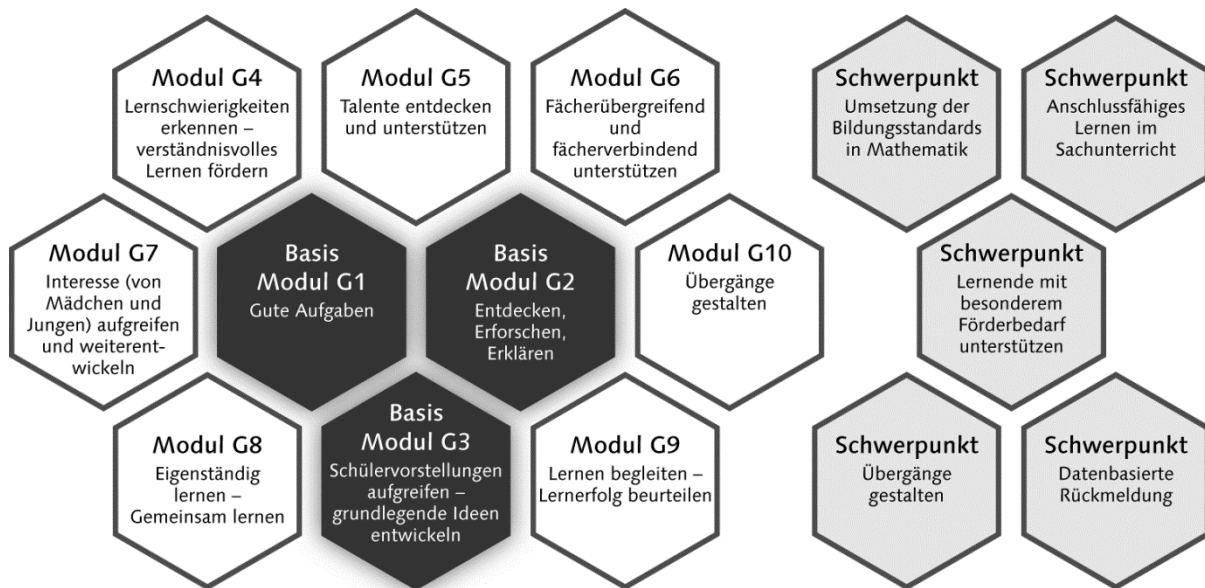 Modul G4
Lernschwierigkeiten
erkennen –
verständnisvolles
Lernen fördern
Modul G5
Talente entdecken
und unterstützen
Modul G6
Fächerübergreifend
und
fächerverbindend
unterstützen
Schwerpunkt
Umsetzung der
Bildungsstandards
in Mathematik
Schwerpunkt
Anschlussfähiges
Lernen im
Sachunterricht
Modul G7
Interesse (von
Mädchen und
Jungen) aufgreifen
und weiterent-
wickeln
Basis
Modul G1
Gute Aufgaben
Basis
Modul G2
Entdecken,
Erforschen,
Erklären
Modul G10
Übergänge
gestalten
Schwerpunkt
Lernende mit
besonderem
Förderbedarf
unterstützen
Modul G8
Eigenständig
lernen –
Gemeinsam lernen
Basis
Modul G3
Schülervorstellungen
aufgreifen –
grundlegende Ideen
entwickeln
Modul G9
Lernen begleiten –
Lernerfolg beurteilen
Schwerpunkt
Übergänge
gestalten
Schwerpunkt
Datenbasierte
Rückmeldung